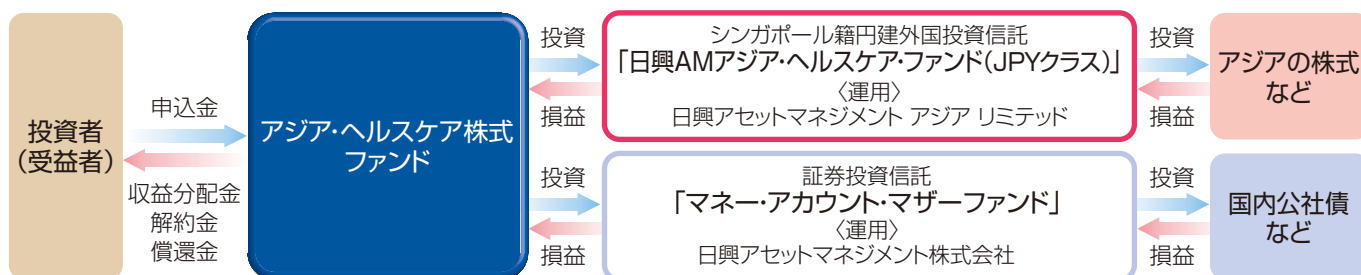 投資者
(受益者)
申込金
収益分配金
解約金
償還金
アジア・ヘルスケア株式
ファンド
投資
損益
シンガポール籍円建外国投資信託
「日興AMアジア・ヘルスケア・ファンド(JPYクラス)」
〈運用〉
日興アセットマネジメント アジア リミテッド
投資
損益
アジアの株式
など
投資
損益
証券投資信託
「マネー・アカウント・マザーファンド」
〈運用〉
日興アセットマネジメント株式会社
投資
損益
国内公社債
など